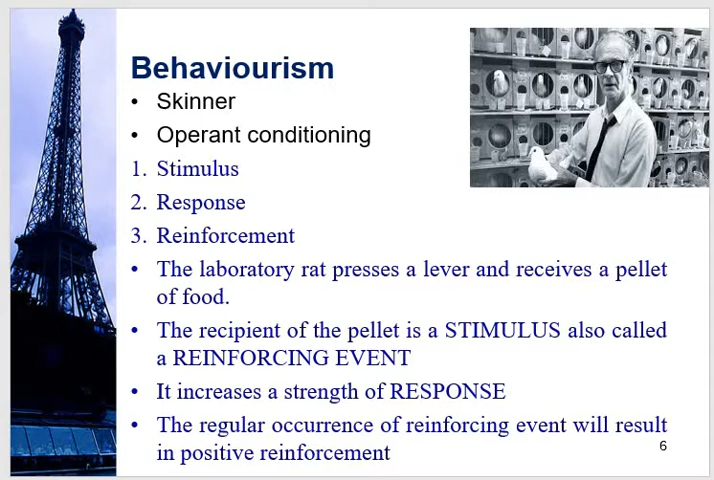 Behaviourism
• Skinner
• Operant conditioning
1. Stimulus
2. Response
3. Reinforcement
• The laboratory rat presses a lever and receives a pellet
of food.
• The recipient of the pellet is a STIMULUS also called
a REINFORCING EVENT
• It increases a strength of RESPONSE
• The regular occurrence of reinforcing event will result
in positive reinforcement
6